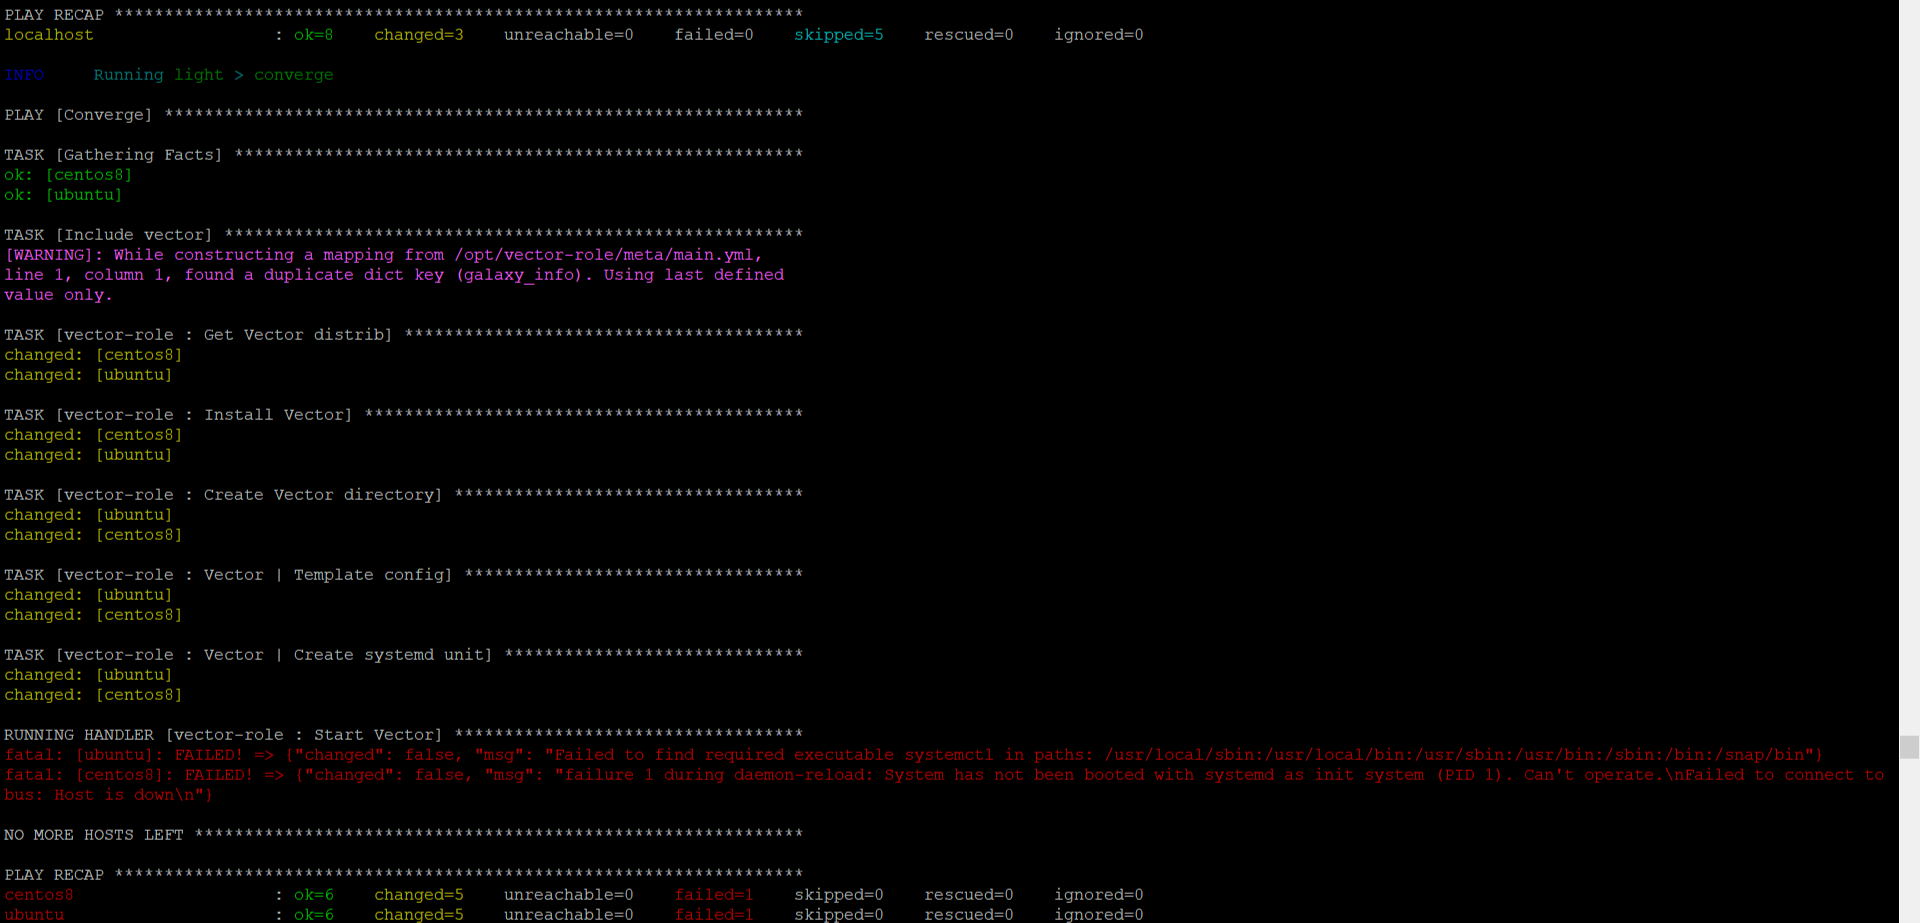 PLAY RECAP *********************************************************************
localhost                  : ok=8    changed=3    unreachable=0    failed=0    skipped=5    rescued=0    ignored=0
INFO     Running light > converge
PLAY [Converge] ****************************************************************
TASK [Gathering Facts] *********************************************************
ok: [centos8]
ok: [ubuntu]
TASK [Include vector] **********************************************************
[WARNING]: While constructing a mapping from /opt/vector-role/meta/main.yml,
line 1, column 1, found a duplicate dict key (galaxy_info). Using last defined
value only.
TASK [vector-role : Get Vector distrib] ****************************************
changed: [centos8]
changed: [ubuntu]
TASK [vector-role : Install Vector] ********************************************
changed: [centos8]
changed: [ubuntu]
TASK [vector-role : Create Vector directory] ***********************************
changed: [ubuntu]
changed: [centos8]
TASK [vector-role : Vector | Template config] **********************************
changed: [ubuntu]
changed: [centos8]
TASK [vector-role : Vector | Create systemd unit] ******************************
changed: [ubuntu]
changed: [centos8]
RUNNING HANDLER [vector-role : Start Vector] ***********************************
fatal: [ubuntu]: FAILED! => {"changed": false, "msg": "Failed to find required executable systemctl in paths: /usr/local/sbin:/usr/local/bin:/usr/sbin:/usr/bin:/sbin:/bin:/snap/bin"}
fatal: [centos8]: FAILED! => {"changed": false, "msg": "failure 1 during daemon-reload: System has not been booted with systemd as init system (PID 1). Can't operate.\nFailed to connect to
bus: Host is down\n"}
NO MORE HOSTS LEFT *************************************************************
PLAY RECAP *********************************************************************
centos8                    : ok=6    changed=5    unreachable=0    failed=1    skipped=0    rescued=0    ignored=0
ubuntu                     : ok=6    changed=5    unreachable=0    failed=1    skipped=0    rescued=0    ignored=0